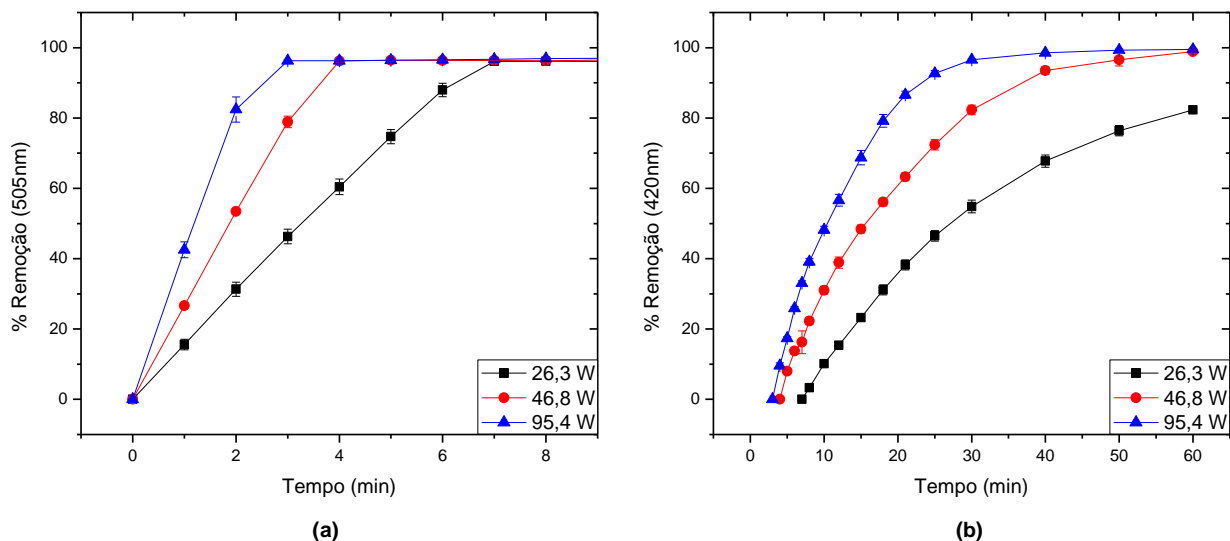 100
80
60
40
20
0
% Remoção (505nm)
0 2 4 6 8
Tempo (min)
26,3 W
46,8 W
95,4 W
(a)
100
80
60
40
20
0
% Remoção (420nm)
0 10 20 30 40 50 60
Tempo (min)
26,3 W
46,8 W
95,4 W
(b)